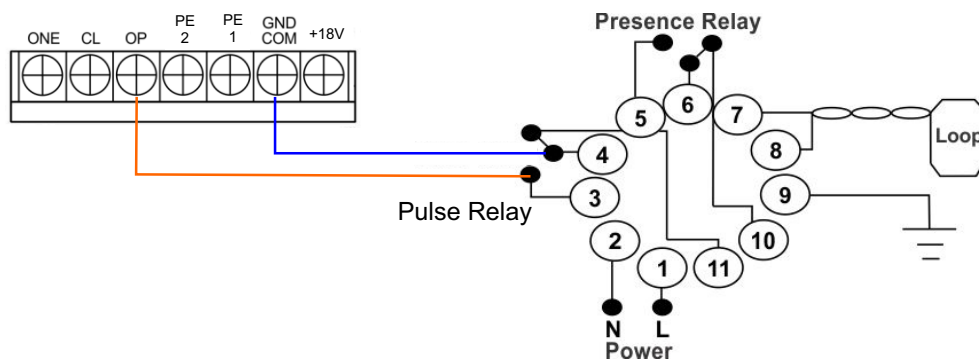 ONE CL OP PE 2 PE 1 GND COM +18V
Presence Relay
5 6 7
4 8
3 9
2 10
1 11
Loop
Pulse Relay
N L
Power